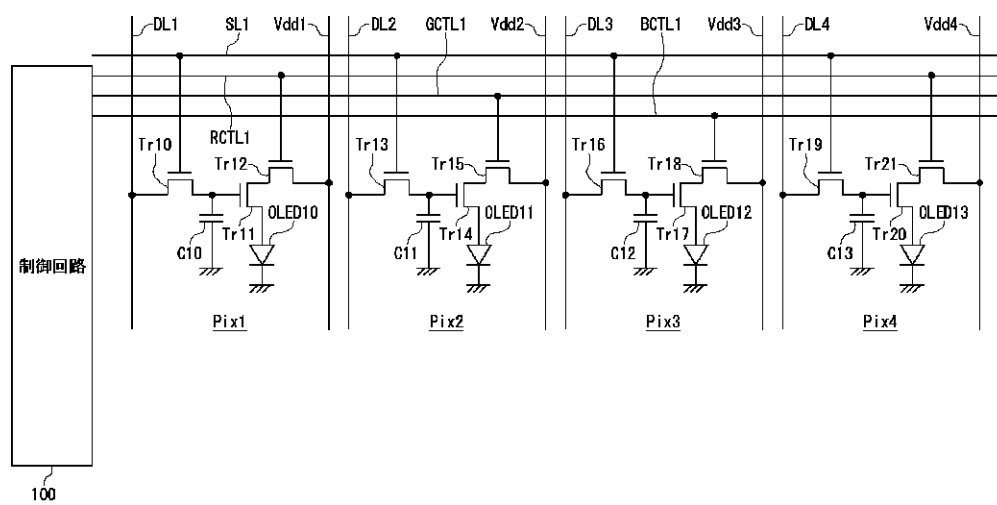 DL1 SL1 Vdd1 DL2 GCTL1 Vdd2 DL3 BCTL1 Vdd3 DL4 Vdd4
RCTL1
Tr10 Tr12 Tr13 Tr15 Tr16 Tr18 Tr19 Tr21
OLED10 OLED11 OLED12 OLED13
C10 Tr11 C11 Tr14 C12 Tr17 C13 Tr20
制御回路
Pix1 Pix2 Pix3 Pix4
100